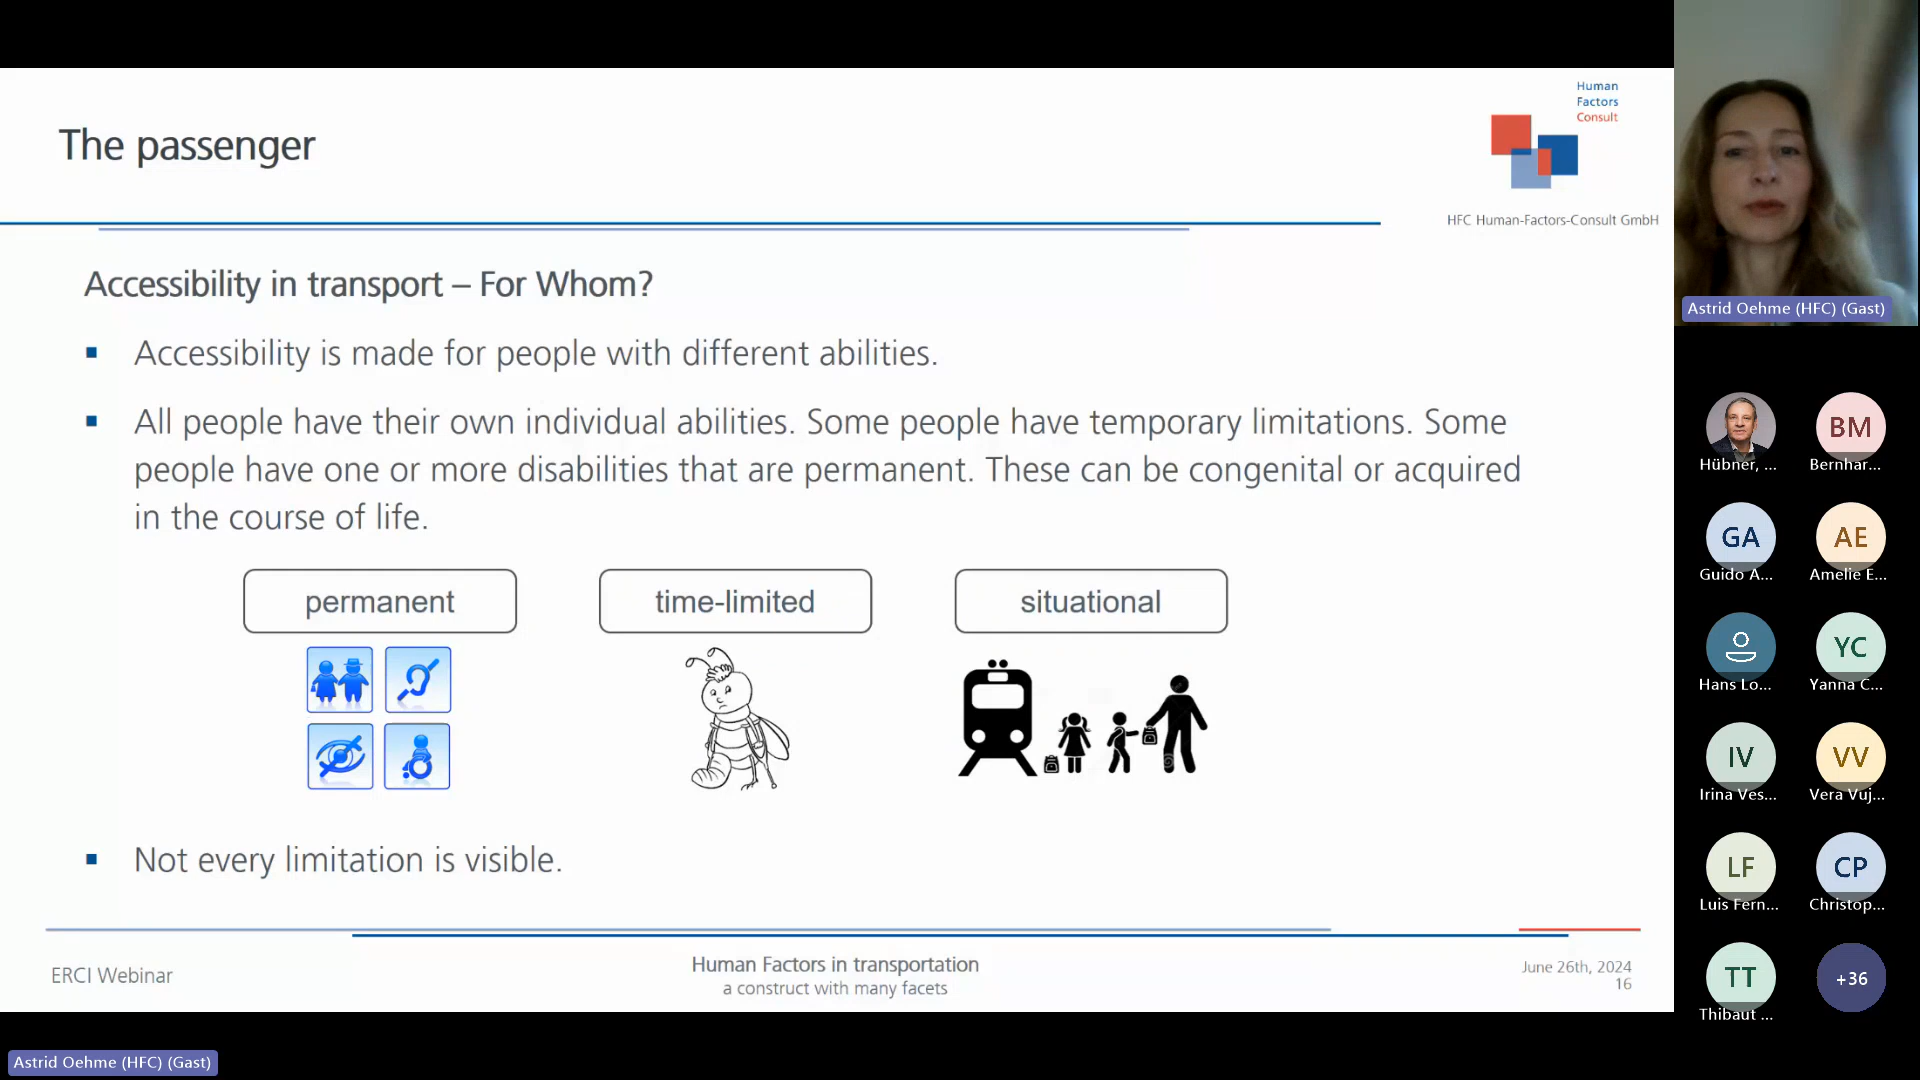 The passenger
Human
Factors
Consult
HFC Human-Factors-Consult GmbH
Accessibility in transport – For Whom?
Accessibility is made for people with different abilities.
All people have their own individual abilities. Some people have temporary limitations. Some
people have one or more disabilities that are permanent. These can be congenital or acquired
in the course of life.
permanent
time-limited
situational
Not every limitation is visible.
ERCI Webinar
Human Factors in transportation
a construct with many facets
June 26th, 2024
16
Astrid Oehme (HFC) (Gast)
Hübner, ...
BM
Bernhar...
GA
Guido A...
AE
Amelie E...
Hans Lo...
YC
Yanna C...
IV
Irina Ves...
VV
Vera Vuj...
LF
Luis Fern...
CP
Christop...
TT
Thibaut ...
+36
Astrid Oehme (HFC) (Gast)